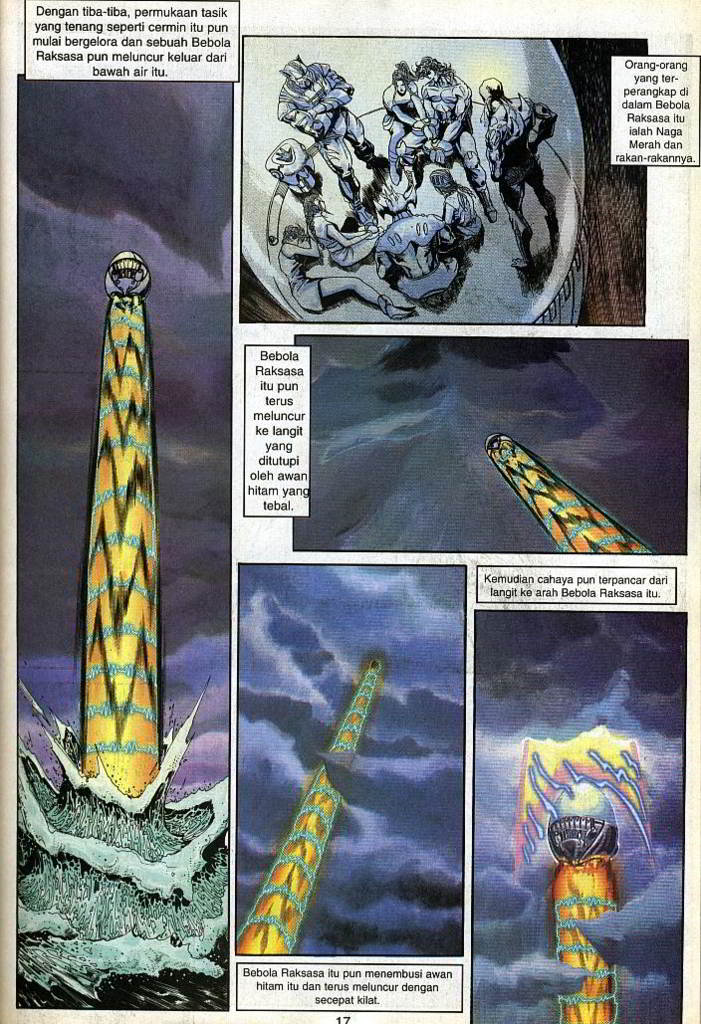 Dengan tiba-tiba, permukaan tasik
yang tenang seperti cermin itu pun
mulai bergelora dan sebuah Bebola
Raksasa pun meluncur keluar dari
bawah air itu.
Orang-orang
yang ter-
perangkap di
dalam Bebola
Raksasa itu
ialah Naga
Merah dan
rakan-rakannya.
Bebola
Raksasa
itu pun
terus
meluncur
ke langit
yang
ditutupi
oleh awan
hitam yang
tebal.
Bebola Raksasa itu pun menembusi awan
hitam itu dan terus meluncur dengan
secepat kilat.
Kemudian cahaya pun terpancar dari
langit ke arah Bebola Raksasa itu.
17